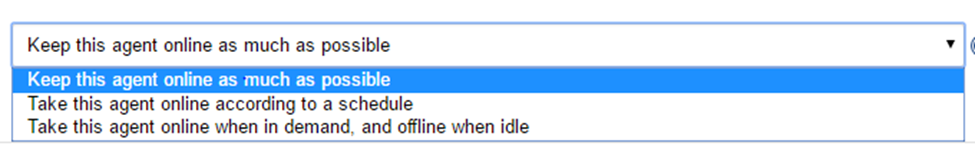 Keep this agent online as much as possible
Keep this agent online as much as possible
Take this agent online according to a schedule
Take this agent online when in demand, and offline when idle